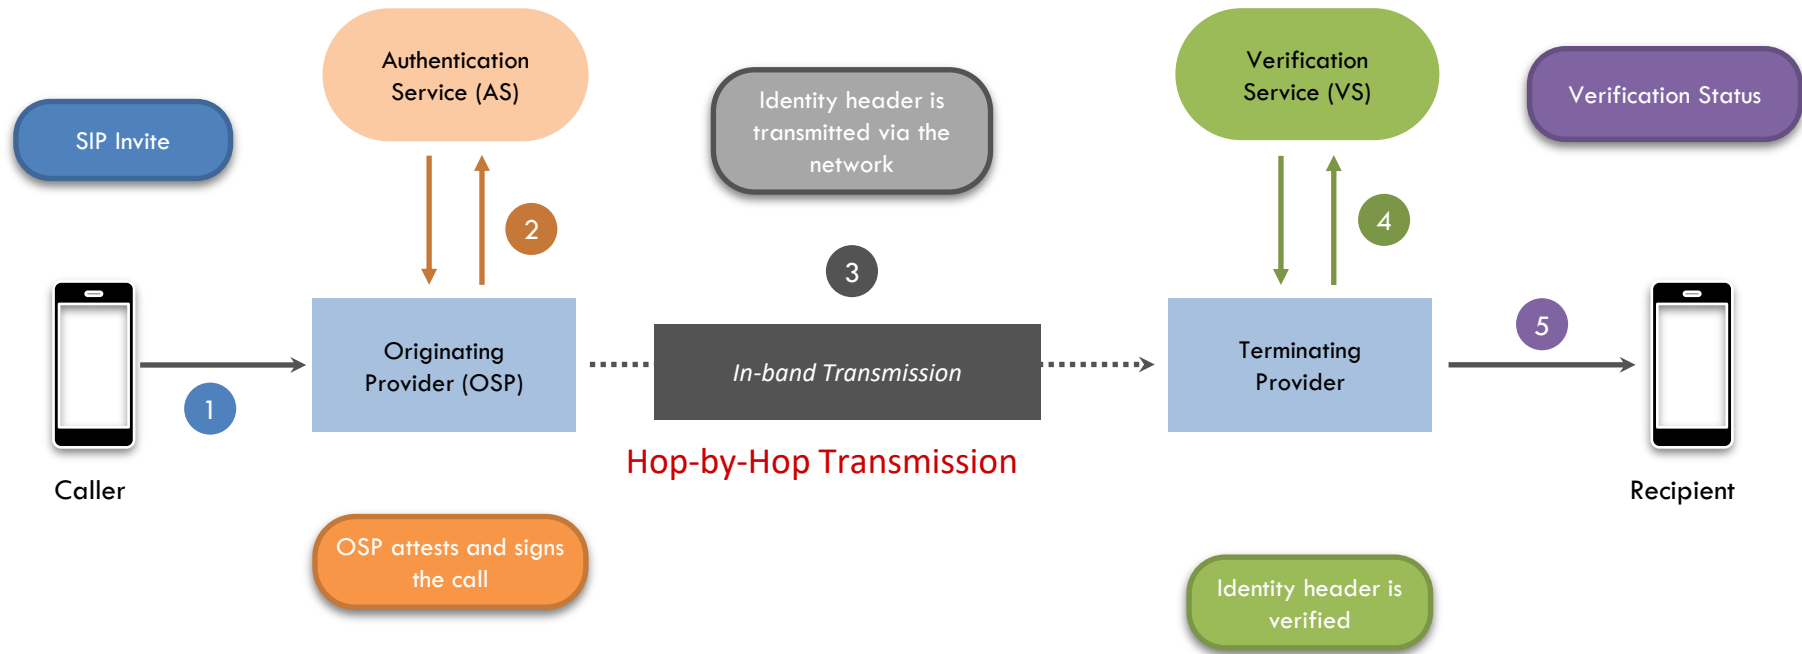 Authentication
Service (AS)
Verification
Service (VS)
Identity header is
transmitted via the
network
Verification Status
SIP Invite
2
4
3
5
1
Originating
Provider (OSP)
In-band Transmission
Terminating
Provider
Hop-by-Hop Transmission
Caller
Recipient
OSP attests and signs
the call
Identity header is
verified